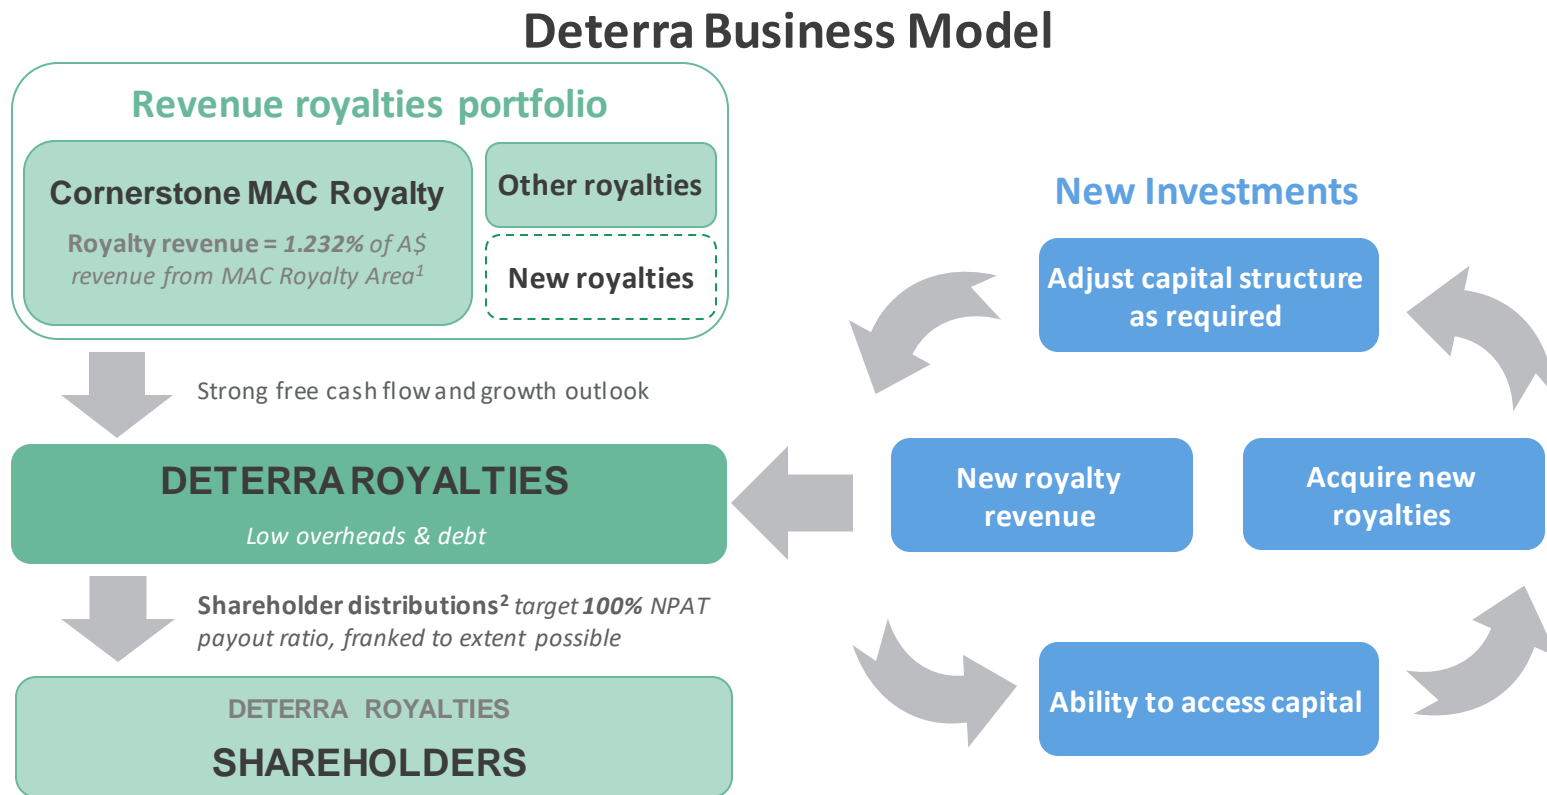 Deterra Business Model
Revenue royalties portfolio
Cornerstone MAC Royalty
Royalty revenue = 1.232% of A$
revenue from MAC Royalty Area¹
Other royalties
New royalties
Strong free cash flow and growth outlook
DETERRA ROYALTIES
Low overheads & debt
Shareholder distributions² target 100% NPAT
payout ratio, franked to extent possible
DETERRA ROYALTIES
SHAREHOLDERS
New Investments
Adjust capital structure
as required
New royalty
revenue
Acquire new
royalties
Ability to access capital